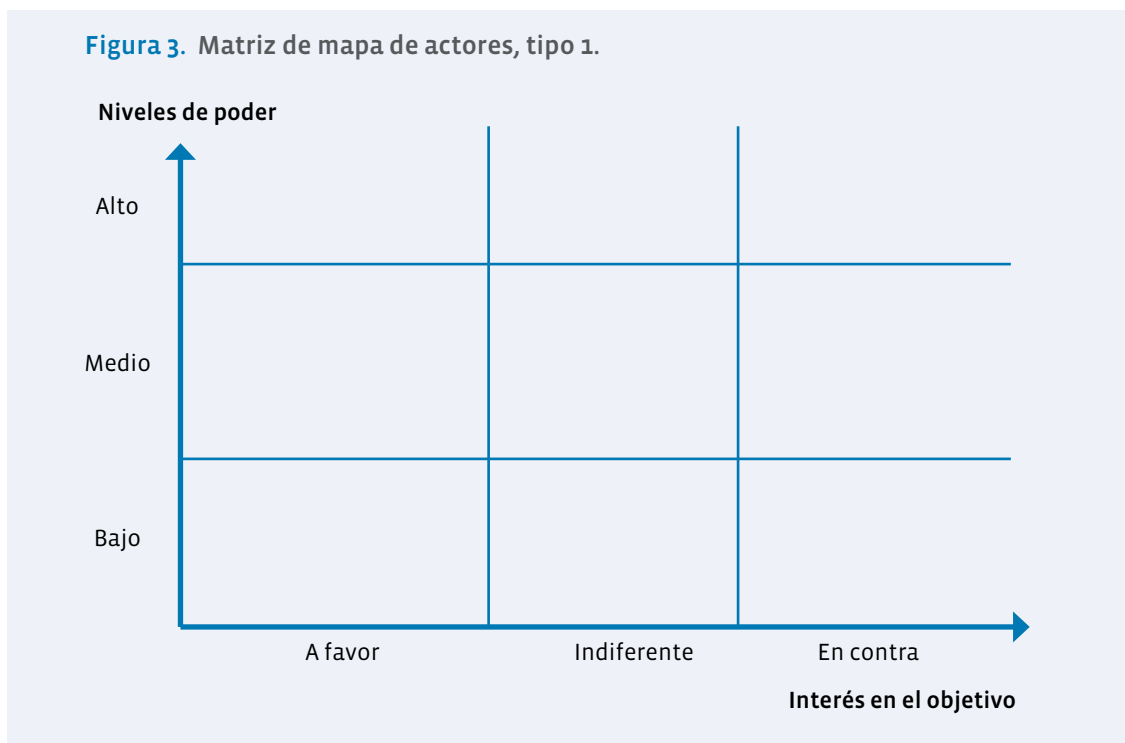 Figura 3. Matriz de mapa de actores, tipo 1.
Niveles de poder
Alto
Medio
Bajo
A favor
Indiferente
En contra
Interés en el objetivo